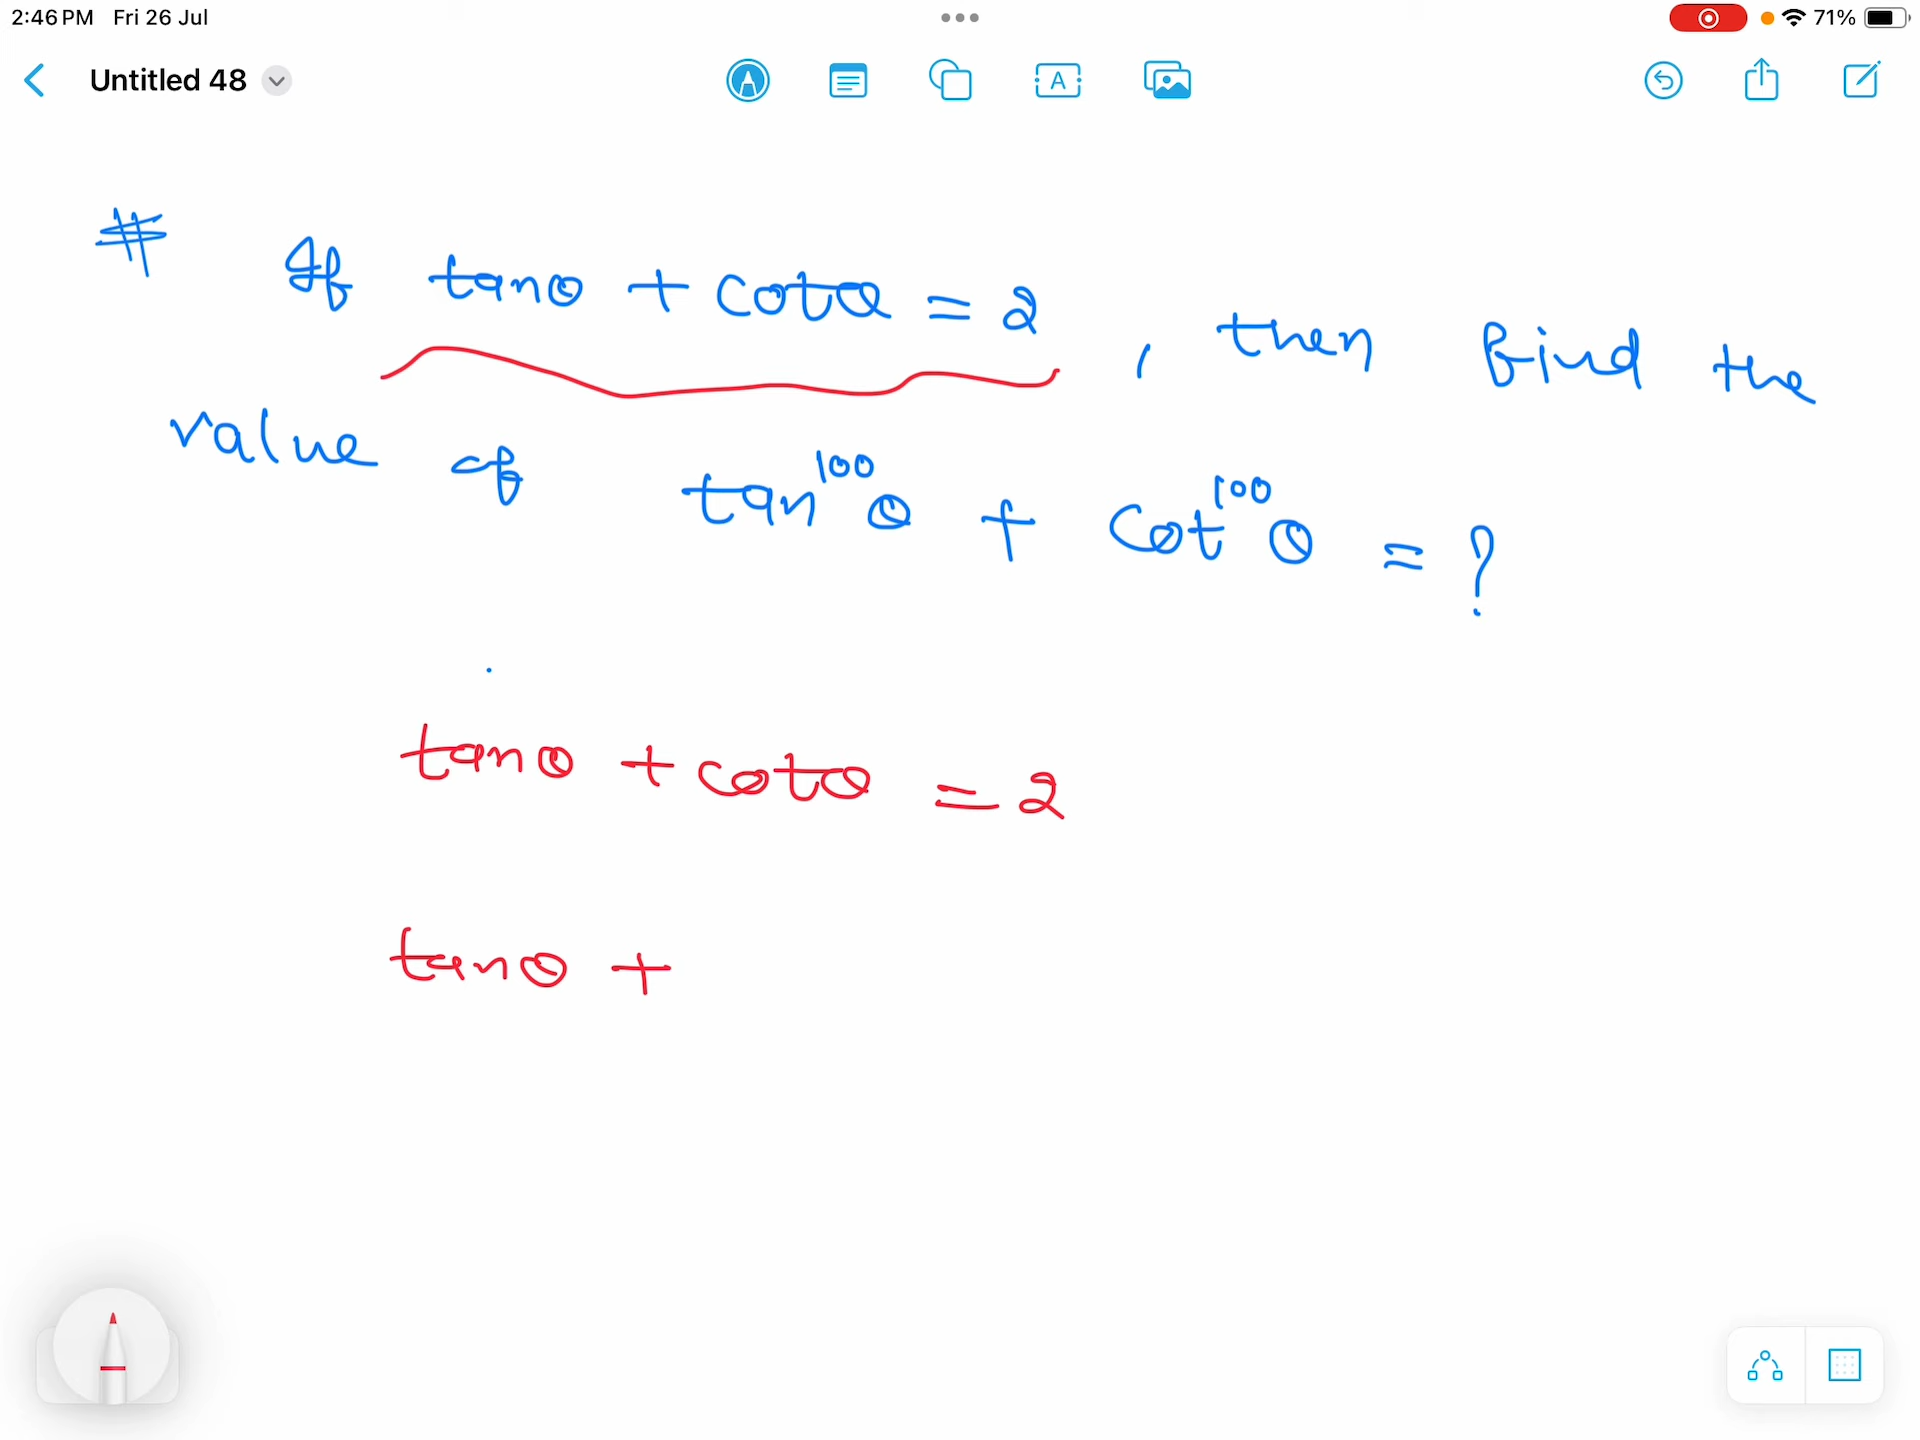 2:46 PM Fri 26 Jul 71%
Untitled 48
# If tanθ + cotθ = 2 , then find the
value of tan¹⁰⁰θ + cot¹⁰⁰θ = ?
tanθ + cotθ = 2
tanθ +